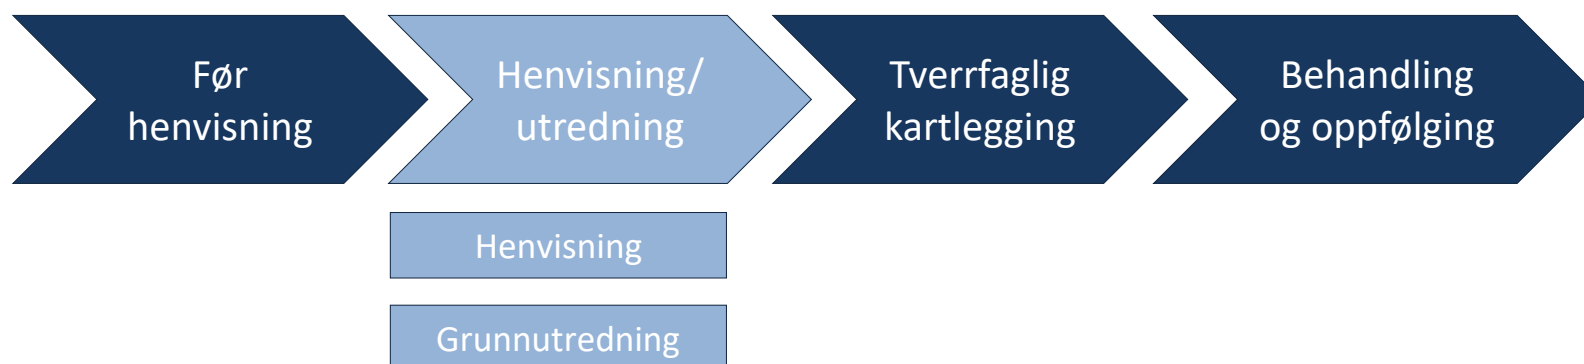 Før
henvisning
Henvisning/
utredning
Tverrfaglig
kartlegging
Behandling
og oppfølging
Henvisning
Grunnutredning